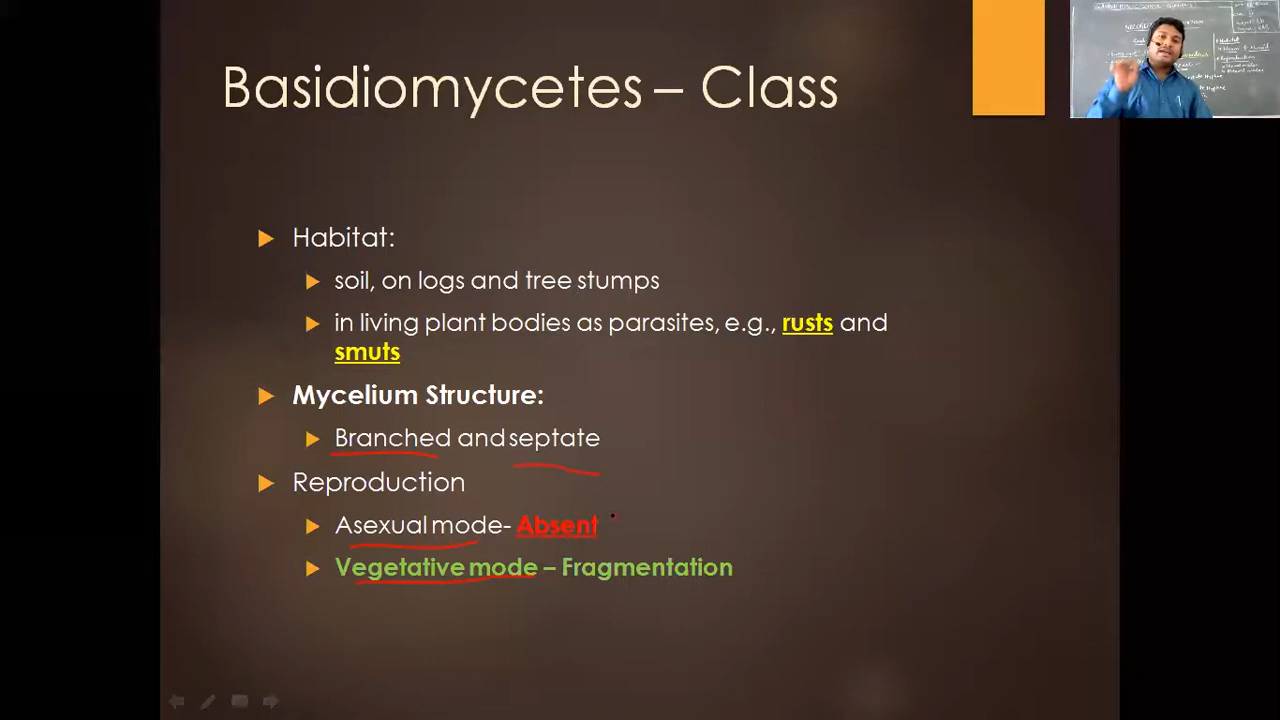 Basidiomycetes – Class
Habitat:
soil, on logs and tree stumps
in living plant bodies as parasites, e.g., rusts and
smuts
Mycelium Structure:
Branched and septate
Reproduction
Asexual mode- Absent
Vegetative mode – Fragmentation